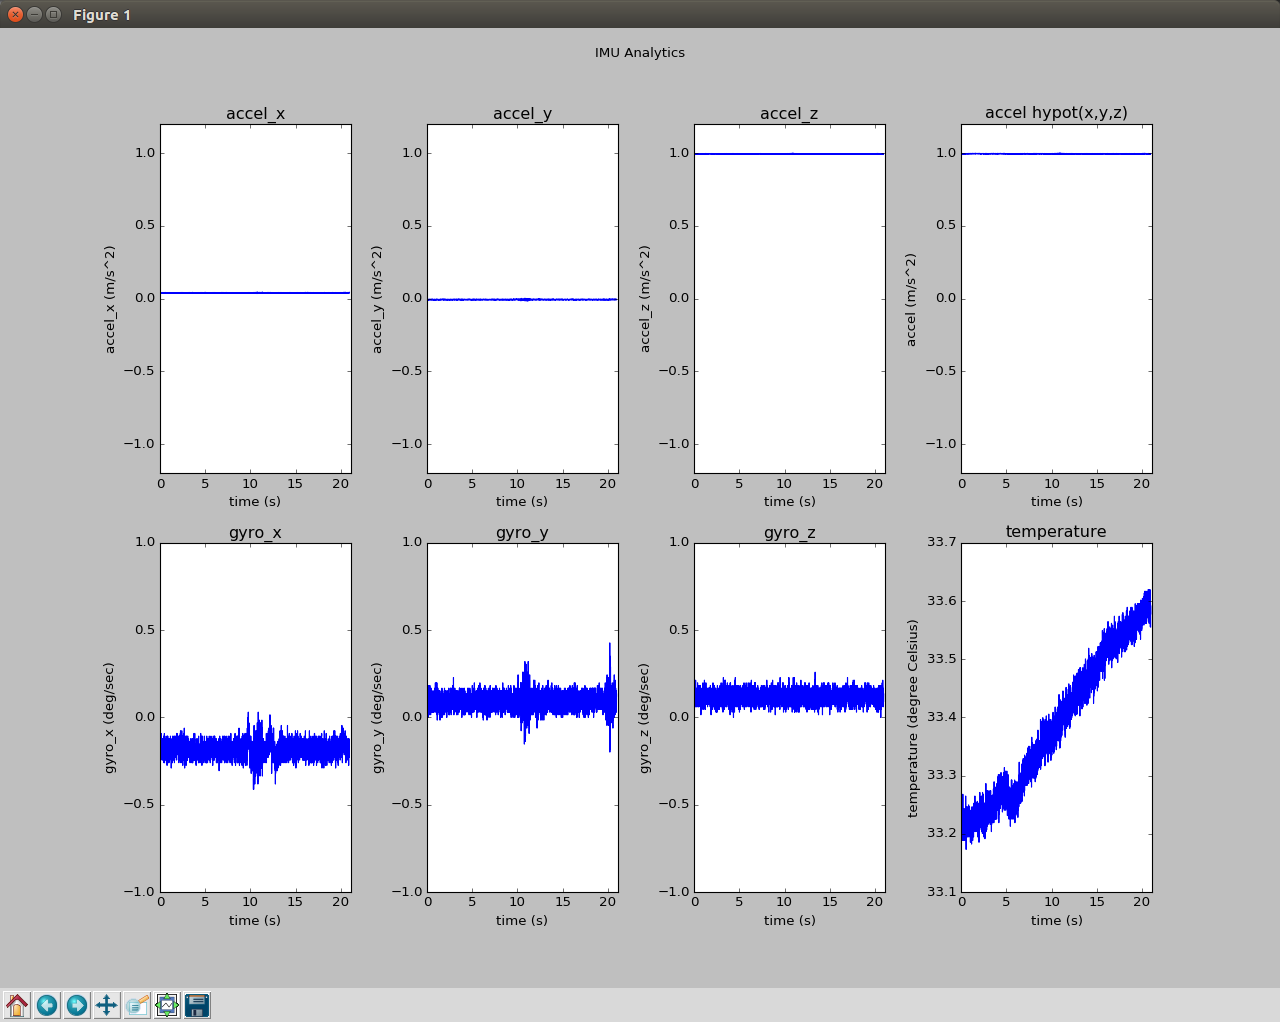 Figure 1
IMU Analytics
accel_x
accel_x (m/s^2)
1.0
0.5
0.0
−0.5
−1.0
0 5 10 15 20
time (s)
accel_y
accel_y (m/s^2)
1.0
0.5
0.0
−0.5
−1.0
0 5 10 15 20
time (s)
accel_z
accel_z (m/s^2)
1.0
0.5
0.0
−0.5
−1.0
0 5 10 15 20
time (s)
accel hypot(x,y,z)
accel (m/s^2)
1.0
0.5
0.0
−0.5
−1.0
0 5 10 15 20
time (s)
gyro_x
gyro_x (deg/sec)
1.0
0.5
0.0
−0.5
−1.0
0 5 10 15 20
time (s)
gyro_y
gyro_y (deg/sec)
1.0
0.5
0.0
−0.5
−1.0
0 5 10 15 20
time (s)
gyro_z
gyro_z (deg/sec)
1.0
0.5
0.0
−0.5
−1.0
0 5 10 15 20
time (s)
temperature
temperature (degree Celsius)
33.7
33.6
33.5
33.4
33.3
33.2
33.1
0 5 10 15 20
time (s)